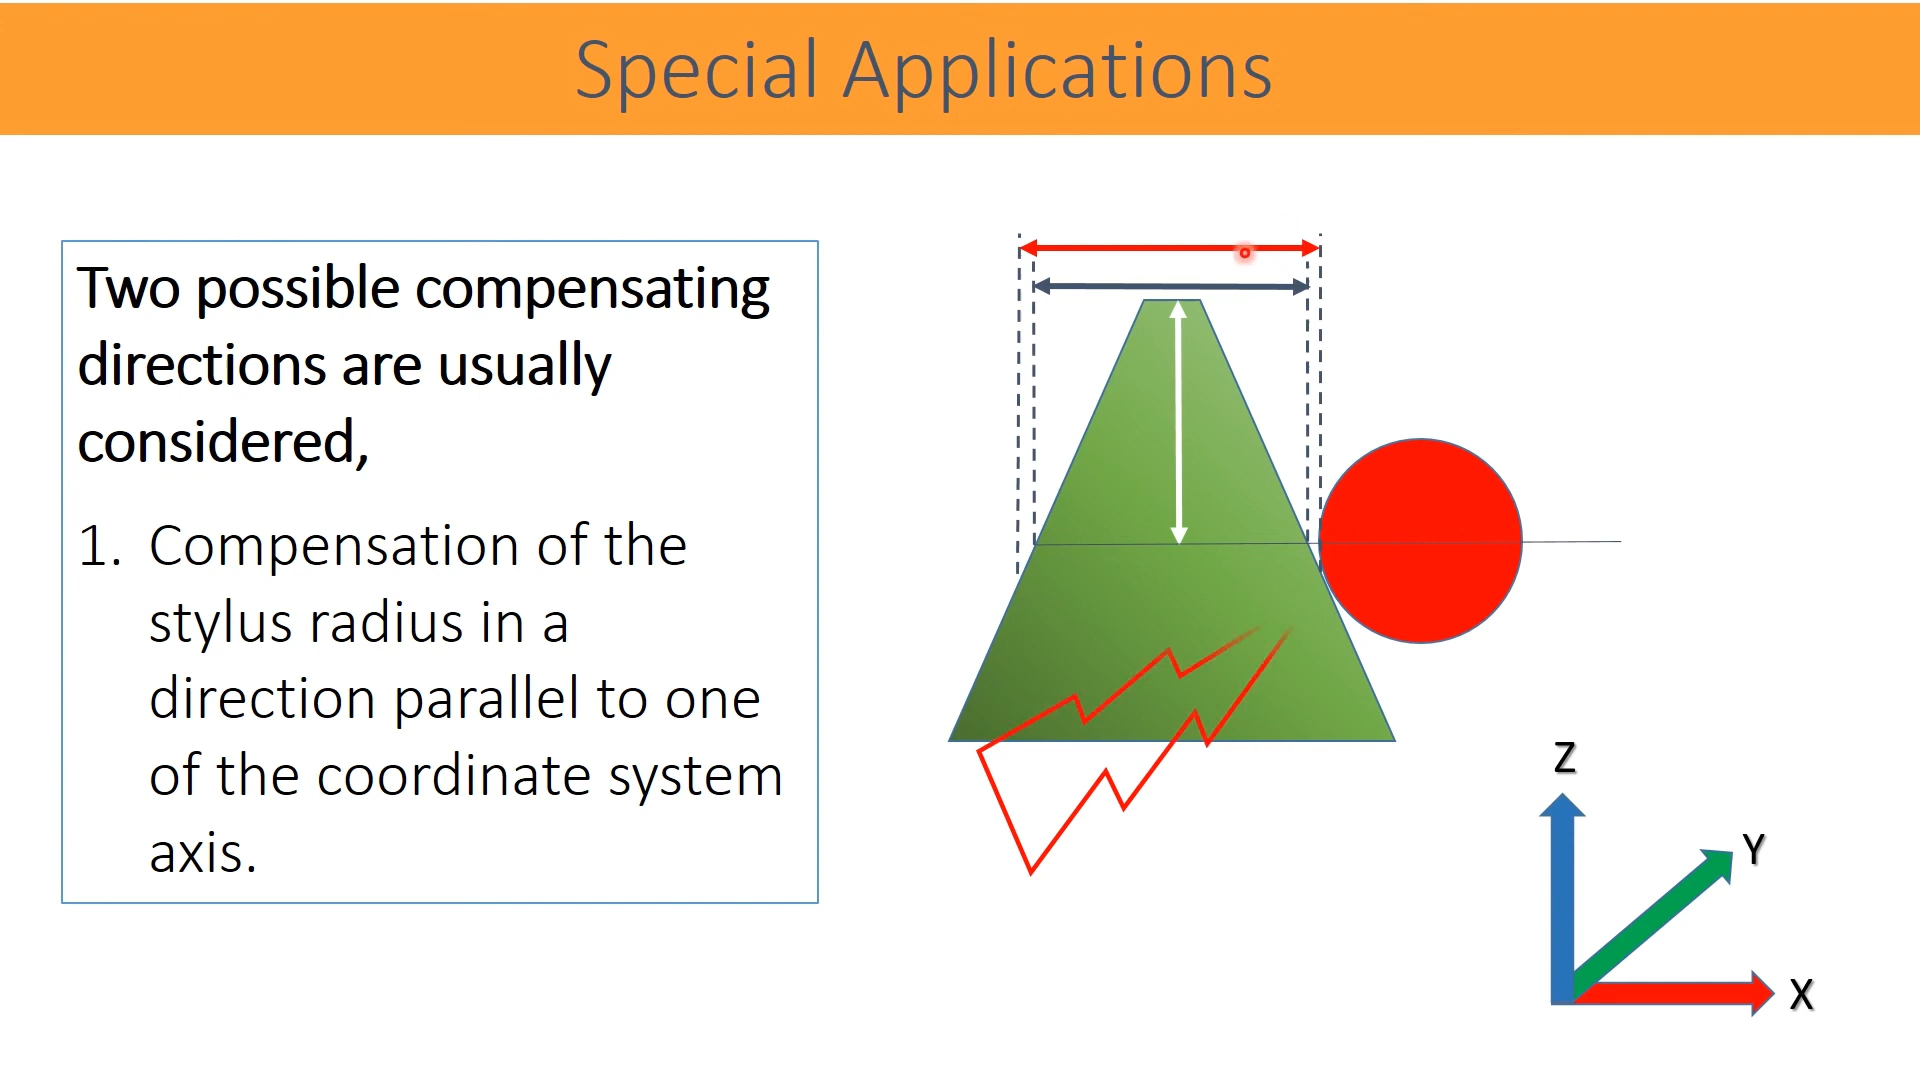 Special Applications
Two possible compensating
directions are usually
considered,
1. Compensation of the
stylus radius in a
direction parallel to one
of the coordinate system
axis.
Z
Y
X